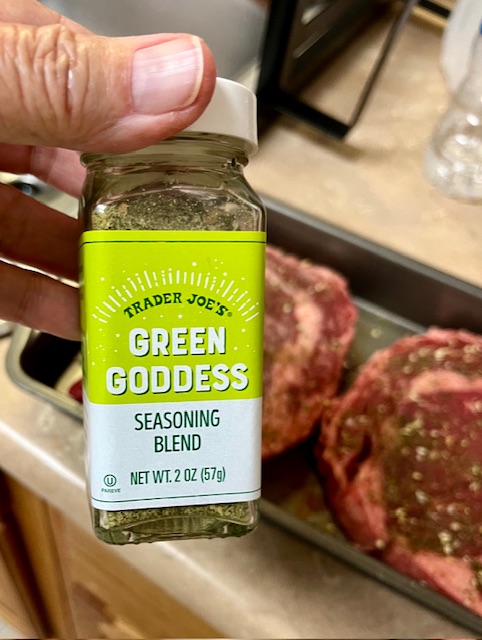 TRADER JOE'S®
GREEN
GODDESS
SEASONING
BLEND
NET WT. 2 OZ (57g)
U
PAREVE